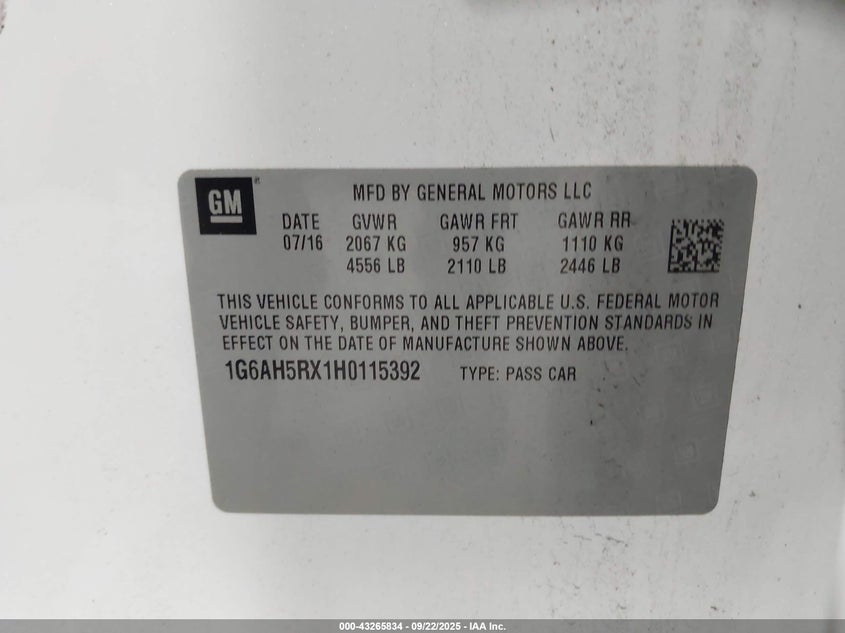 GM
MFD BY GENERAL MOTORS LLC
DATE GVWR GAWR FRT GAWR RR
07/16 2067 KG 957 KG 1110 KG
4556 LB 2110 LB 2446 LB
THIS VEHICLE CONFORMS TO ALL APPLICABLE U.S. FEDERAL MOTOR
VEHICLE SAFETY, BUMPER, AND THEFT PREVENTION STANDARDS IN
EFFECT ON THE DATE OF MANUFACTURE SHOWN ABOVE.
1G6AH5RX1H0115392 TYPE: PASS CAR
000-43265834 - 09/22/2025 - IAA Inc.